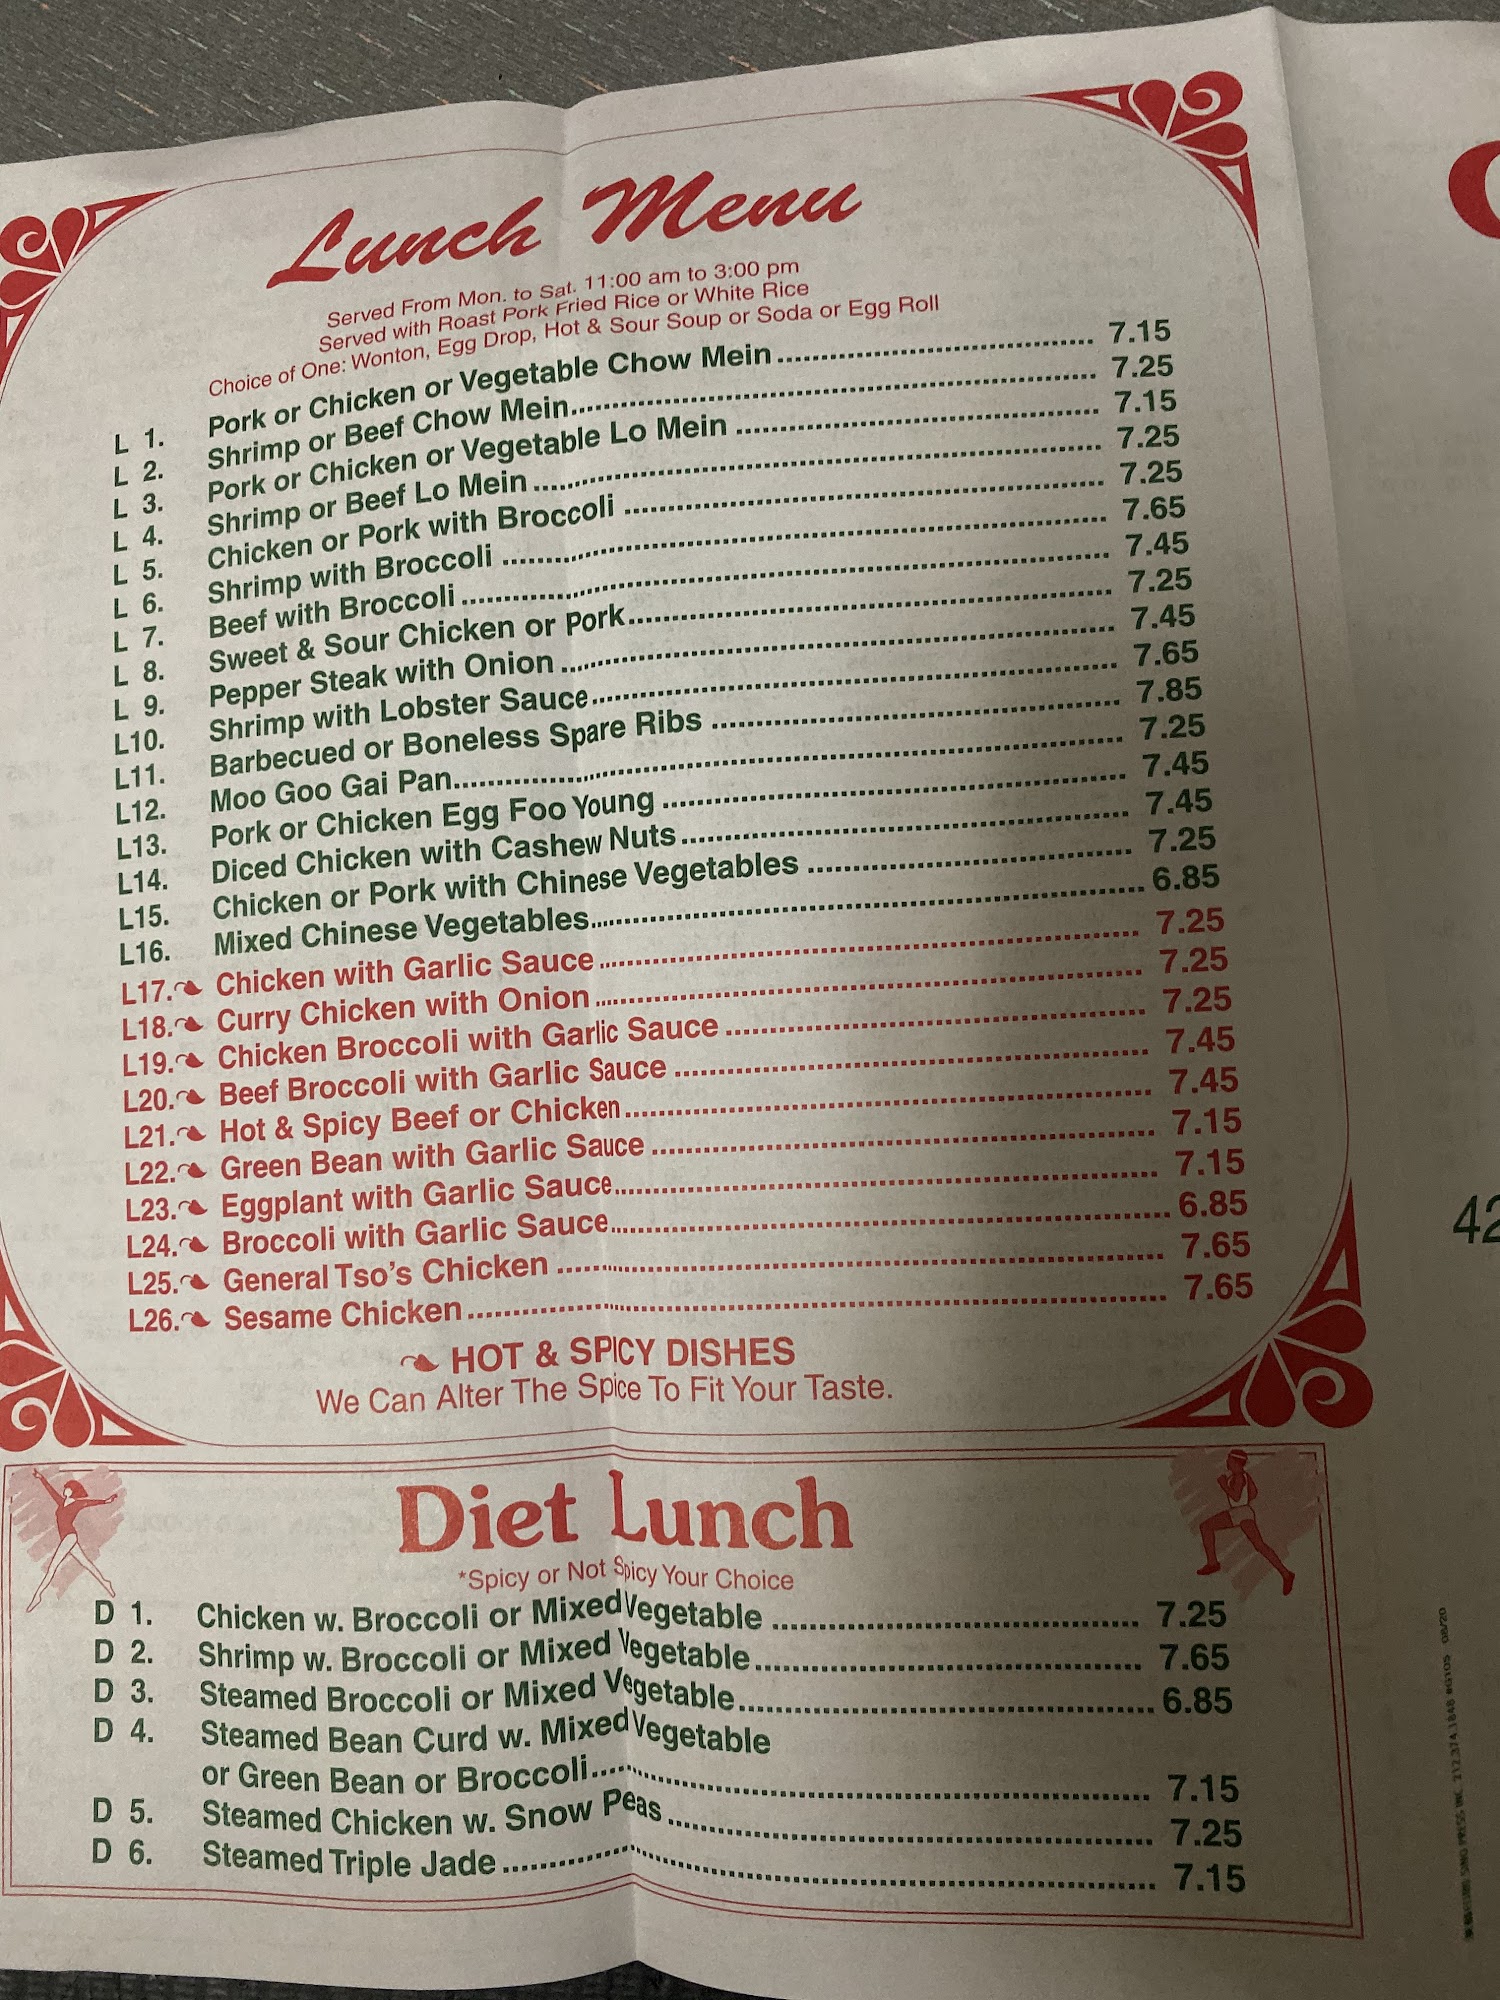 Lunch Menu
Served From Mon. to Sat. 11:00 am to 3:00 pm
Served with Roast Pork Fried Rice or White Rice
Choice of One: Wonton, Egg Drop, Hot & Sour Soup or Soda or Egg Roll
L 1. Pork or Chicken or Vegetable Chow Mein 7.15
L 2. Shrimp or Beef Chow Mein 7.25
L 3. Pork or Chicken or Vegetable Lo Mein 7.15
L 4. Shrimp or Beef Lo Mein 7.25
L 5. Chicken or Pork with Broccoli 7.25
L 6. Shrimp with Broccoli 7.65
L 7. Beef with Broccoli 7.45
L 8. Sweet & Sour Chicken or Pork 7.25
L 9. Pepper Steak with Onion 7.45
L10. Shrimp with Lobster Sauce 7.65
L11. Barbecued or Boneless Spare Ribs 7.85
L12. Moo Goo Gai Pan 7.25
L13. Pork or Chicken Egg Foo Young 7.45
L14. Diced Chicken with Cashew Nuts 7.45
L15. Chicken or Pork with Chinese Vegetables 7.25
L16. Mixed Chinese Vegetables 6.85
L17. Chicken with Garlic Sauce 7.25
L18. Curry Chicken with Onion 7.25
L19. Chicken Broccoli with Garlic Sauce 7.25
L20. Beef Broccoli with Garlic Sauce 7.45
L21. Hot & Spicy Beef or Chicken 7.45
L22. Green Bean with Garlic Sauce 7.15
L23. Eggplant with Garlic Sauce 7.15
L24. Broccoli with Garlic Sauce 6.85
L25. General Tso's Chicken 7.65
L26. Sesame Chicken 7.65
HOT & SPICY DISHES
We Can Alter The Spice To Fit Your Taste.
Diet Lunch
*Spicy or Not Spicy Your Choice
D 1. Chicken w. Broccoli or Mixed Vegetable 7.25
D 2. Shrimp w. Broccoli or Mixed Vegetable 7.65
D 3. Steamed Broccoli or Mixed Vegetable 6.85
D 4. Steamed Bean Curd w. Mixed Vegetable
or Green Bean or Broccoli 7.15
D 5. Steamed Chicken w. Snow Peas 7.25
D 6. Steamed Triple Jade 7.15
42
SING PRESS INC. 212.374.1848 #G105 08/20